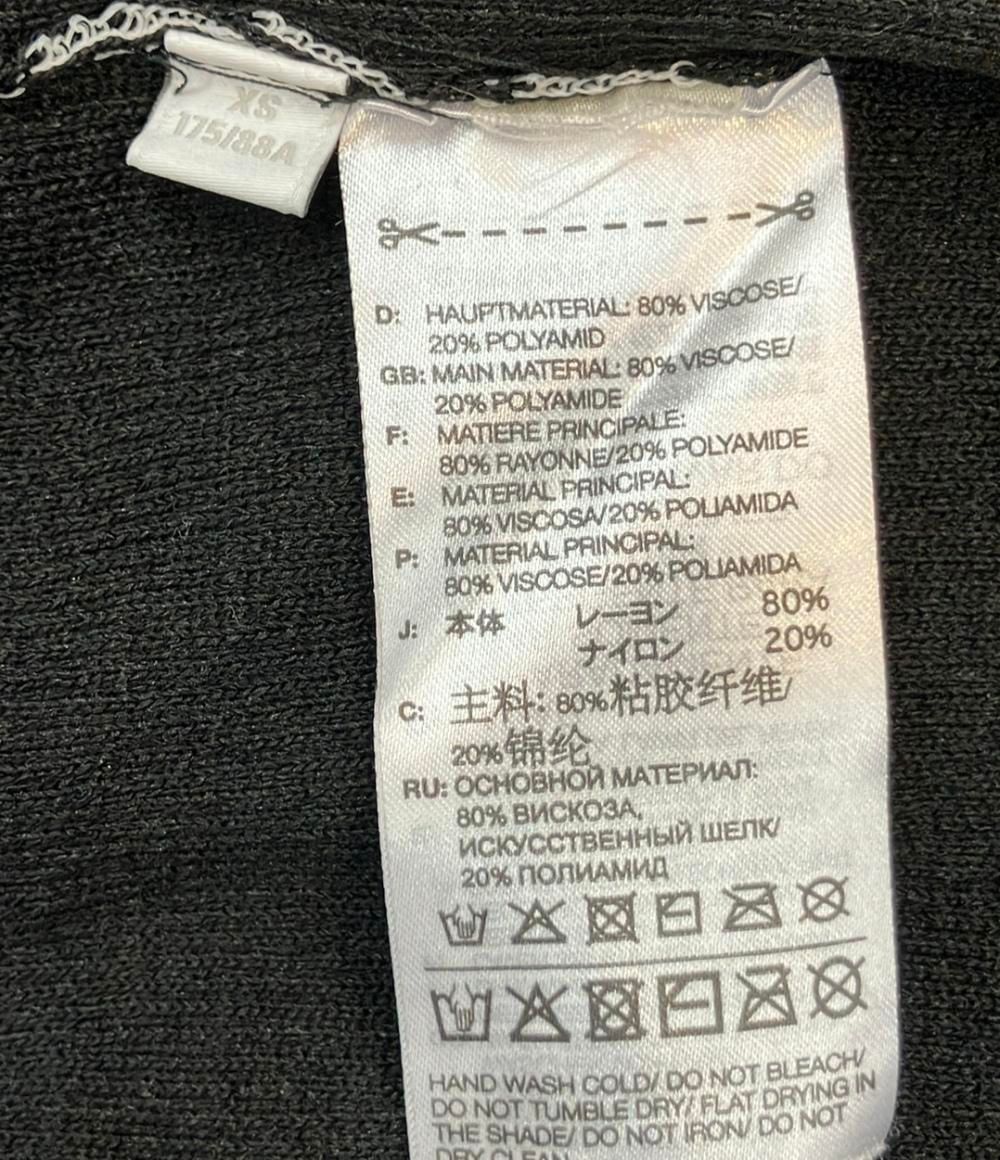 XS
175/88A
D: HAUPTMATERIAL: 80% VISCOSE/
20% POLYAMID
GB: MAIN MATERIAL: 80% VISCOSE/
20% POLYAMIDE
F: MATIERE PRINCIPALE:
80% RAYONNE/20% POLYAMIDE
E: MATERIAL PRINCIPAL:
80% VISCOSA/20% POLIAMIDA
P: MATERIAL PRINCIPAL:
80% VISCOSE/20% POLIAMIDA
J: 本体 レーヨン 80%
ナイロン 20%
C: 主料: 80%粘胶纤维/
20%锦纶
RU: ОСНОВНОЙ МАТЕРИАЛ:
80% ВИСКОЗА,
ИСКУССТВЕННЫЙ ШЕЛК/
20% ПОЛИАМИД
HAND WASH COLD/ DO NOT BLEACH/
DO NOT TUMBLE DRY/ FLAT DRYING IN
THE SHADE/ DO NOT IRON/ DO NOT
DRY CLEAN